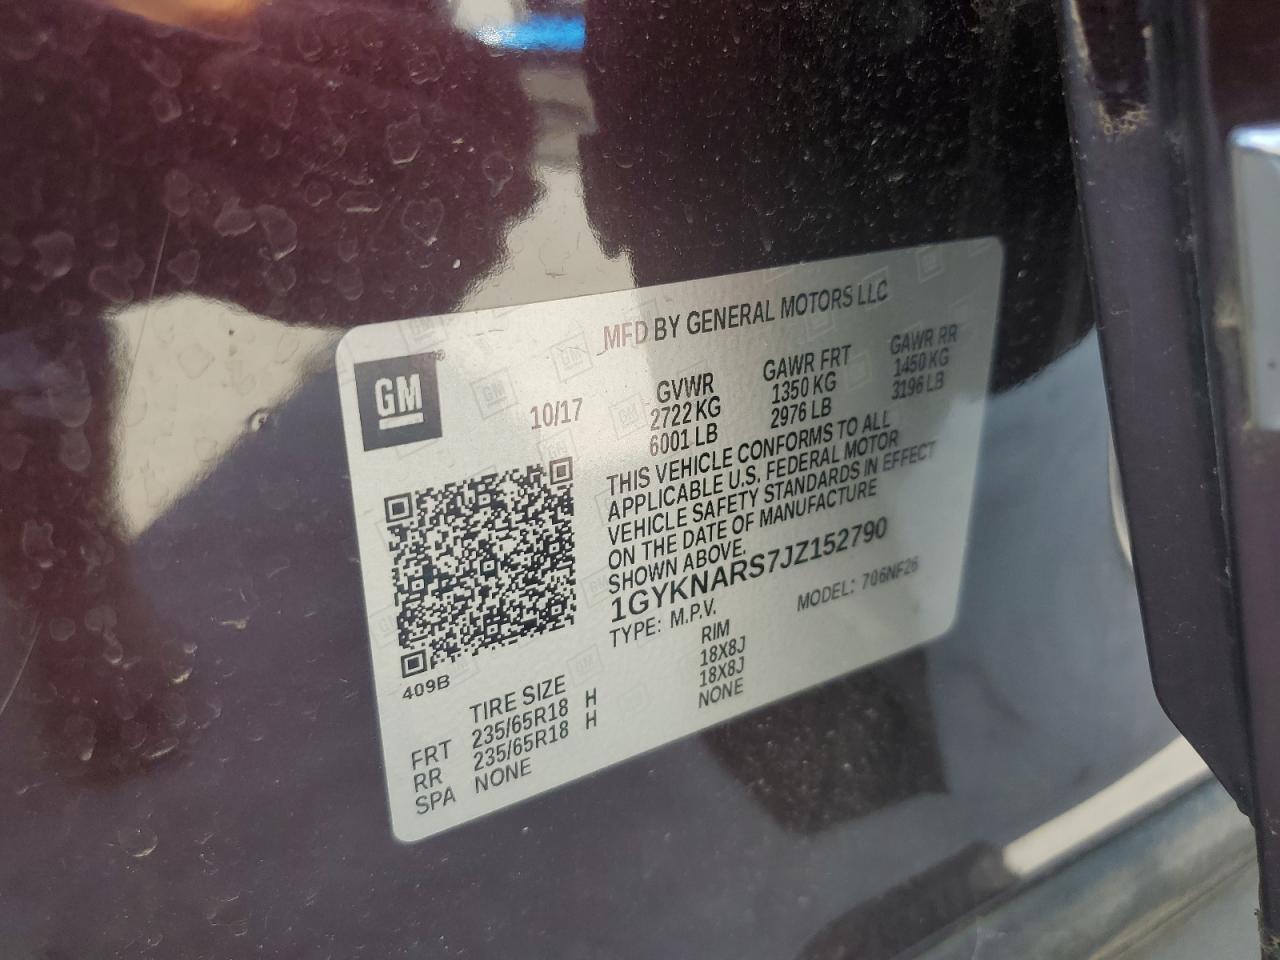 MFD BY GENERAL MOTORS LLC
GM
10/17
GVWR GAWR FRT GAWR RR
2722 KG 1350 KG 1450 KG
6001 LB 2976 LB 3196 LB
THIS VEHICLE CONFORMS TO ALL
APPLICABLE U.S. FEDERAL MOTOR
VEHICLE SAFETY STANDARDS IN EFFECT
ON THE DATE OF MANUFACTURE
SHOWN ABOVE.
1GYKNARS7JZ152790
TYPE: M.P.V. MODEL: 706NF26
409B
TIRE SIZE RIM
FRT 235/65R18 H 18X8J
RR 235/65R18 H 18X8J
SPA NONE NONE